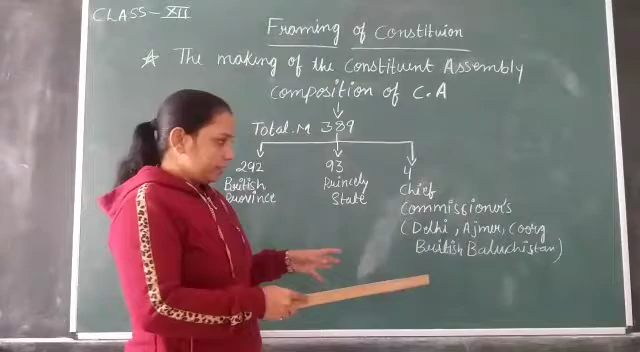 CLASS - XII
Framing of Constituion
☆ The making of the Constituent Assembly
composition of C.A
Total.M 389
292
British
Province
93
Princely
State
4
Chief
Commissioner's
(Delhi, Ajmer, Coorg
British Baluchistan)